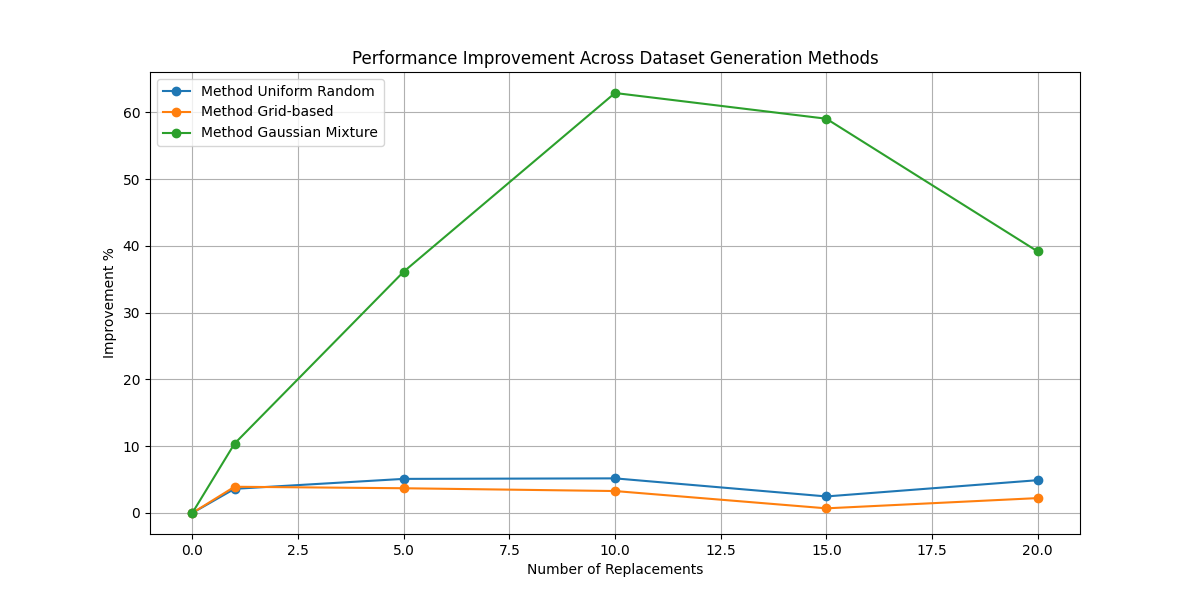 Performance Improvement Across Dataset Generation Methods
Method Uniform Random
Method Grid-based
Method Gaussian Mixture
Improvement %
60
50
40
30
20
10
0
0.0 2.5 5.0 7.5 10.0 12.5 15.0 17.5 20.0
Number of Replacements